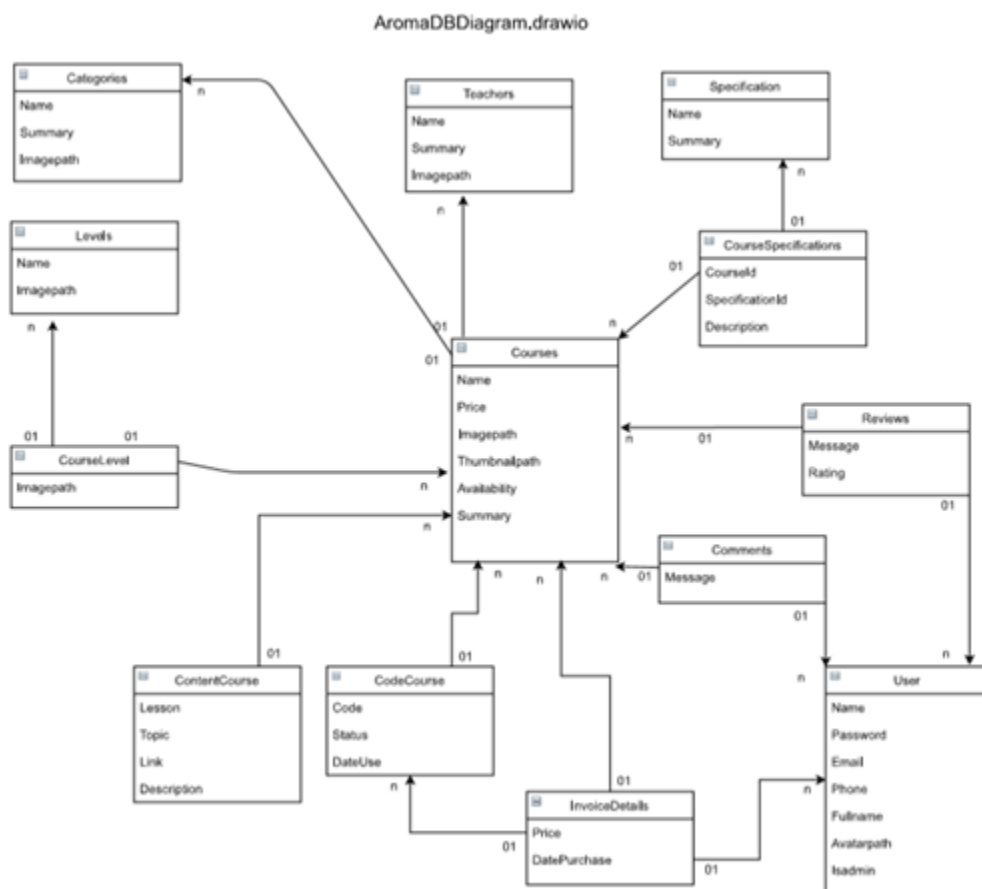 AromaDBDiagram.drawio
Categories
Name
Summary
Imagepath
n
Teachers
Name
Summary
Imagepath
n
Specification
Name
Summary
n
Levels
Name
Imagepath
n
01
CourseSpecifications
CourseId
SpecificationId
Description
01
n
01
01
Courses
Name
Price
Imagepath
Thumbnailpath
Availability
Summary
Reviews
Message
Rating
n
01
01
01
01
CourseLevel
Imagepath
n
n
n
n
n
Comments
Message
01
01
n
n
01
ContentCourse
Lesson
Topic
Link
Description
01
CodeCourse
Code
Status
DateUse
n
01
InvoiceDetails
Price
DatePurchase
01
01
n
User
Name
Password
Email
Phone
Fullname
Avatarpath
Isadmin